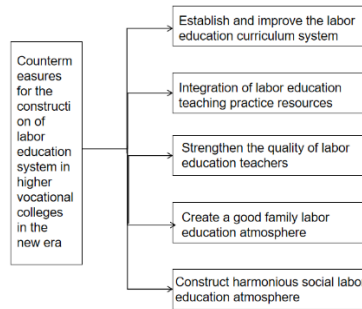 Counterm
easures
for the
constructi
on of
labor
education
system in
higher
vocational
colleges
in the
new era
Establish and improve the labor
education curriculum system
Integration of labor education
teaching practice resources
Strengthen the quality of labor
education teachers
Create a good family labor
education atmosphere
Construct harmonious social labor
education atmosphere